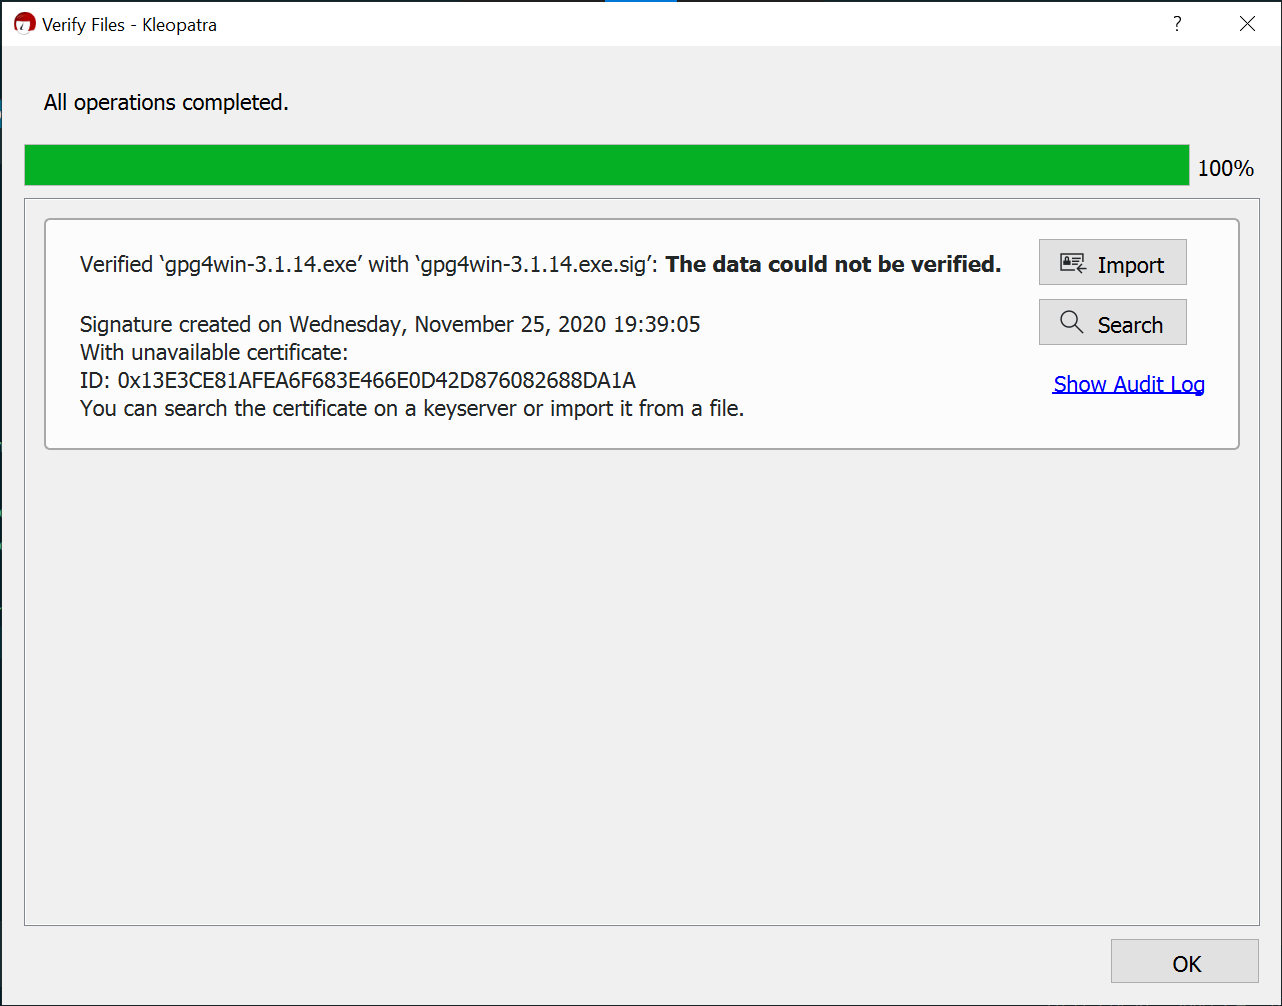 Verify Files - Kleopatra
?
All operations completed.
100%
Verified ‘gpg4win-3.1.14.exe’ with ‘gpg4win-3.1.14.exe.sig’: The data could not be verified.
Import
Signature created on Wednesday, November 25, 2020 19:39:05
Search
With unavailable certificate:
ID: 0x13E3CE81AFEA6F683E466E0D42D876082688DA1A
Show Audit Log
You can search the certificate on a keyserver or import it from a file.
OK